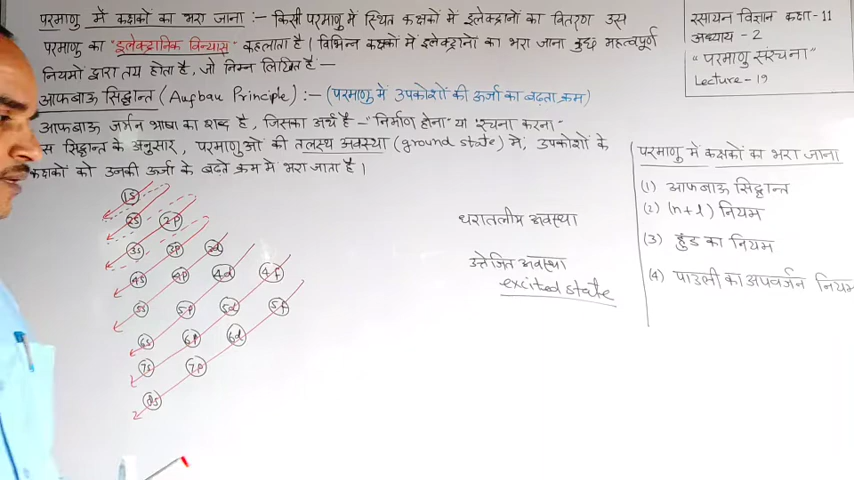 परमाणु में कक्षकों का भरा जाना :- किसी परमाणु में स्थित कक्षकों में इलेक्ट्रानों का वितरण उस
परमाणु का "इलेक्ट्रानिक विन्यास" कहलाता है। विभिन्न कक्षकों में इलेक्ट्रानों का भरा जाना कुछ महत्वपूर्ण
नियमों द्वारा तय होता है, जो निम्न लिखित है -
आफबाऊ सिद्धान्त (Aufbau Principle) :- (परमाणु में उपकोशों की ऊर्जा का बढ़ता क्रम)
आफबाऊ जर्मन भाषा का शब्द है, जिसका अर्थ है - "निर्माण होना" या "रचना करना"
स सिद्धान्त के अनुसार, परमाणुओं की तलस्थ अवस्था (ground state) में, उपकोशों के
कक्षकों को उनकी ऊर्जा के बढ़ते क्रम में भरा जाता है।
1s
2s 2p
3s 3p 3d
4s 4p 4d 4f
5s 5p 5d 5f
6s 6p 6d
7s 7p
8s
धरातलीय अवस्था
उत्तेजित अवस्था
excited state
रसायन विज्ञान कक्षा - 11
अध्याय - 2
"परमाणु संरचना"
Lecture - 19
परमाणु में कक्षकों का भरा जाना
(1) आफबाऊ सिद्धान्त
(2) (n+l) नियम
(3) हुंड का नियम
(4) पाउली का अपवर्जन नियम